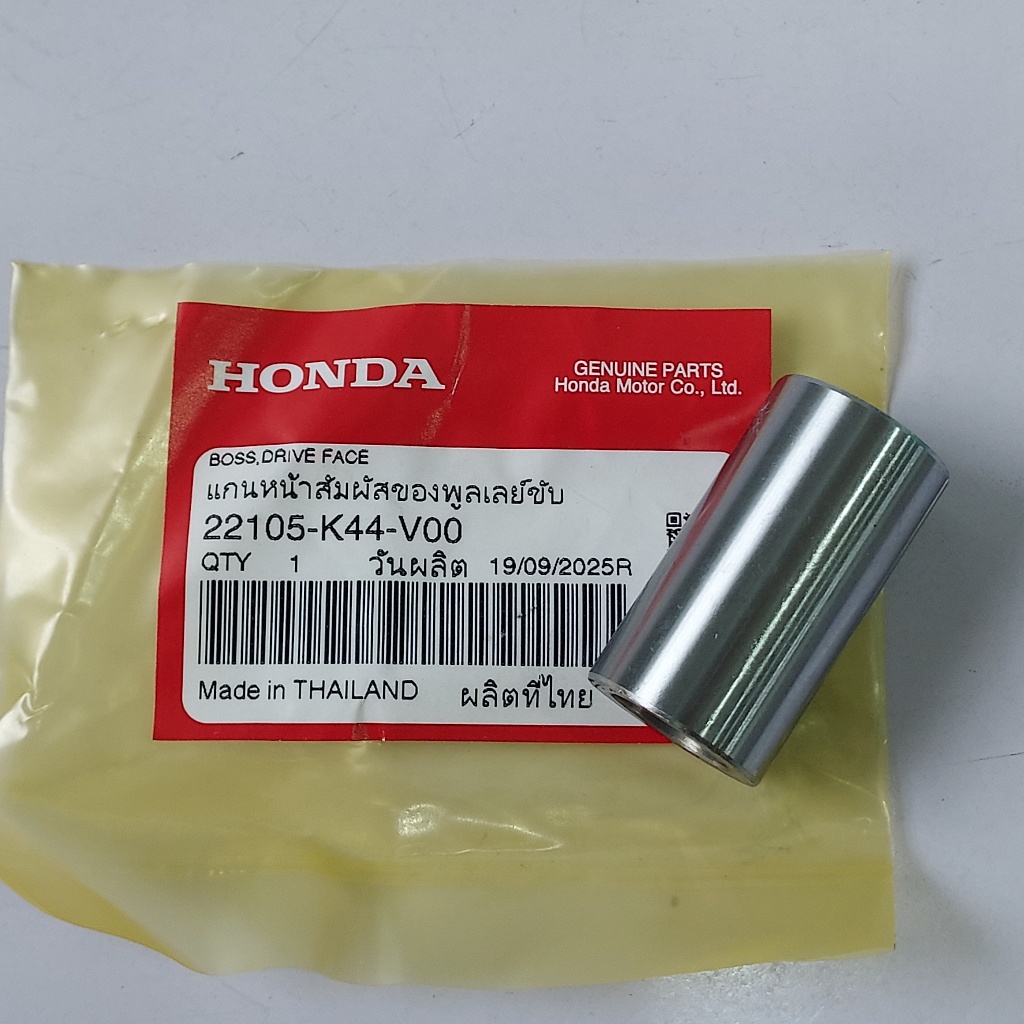 HONDA
GENUINE PARTS
Honda Motor Co., Ltd.
BOSS,DRIVE FACE
แกนหน้าสัมผัสของพูลเลย์ขับ
22105-K44-V00
QTY 1 วันผลิต 19/09/2025R
Made in THAILAND ผลิตที่ไทย